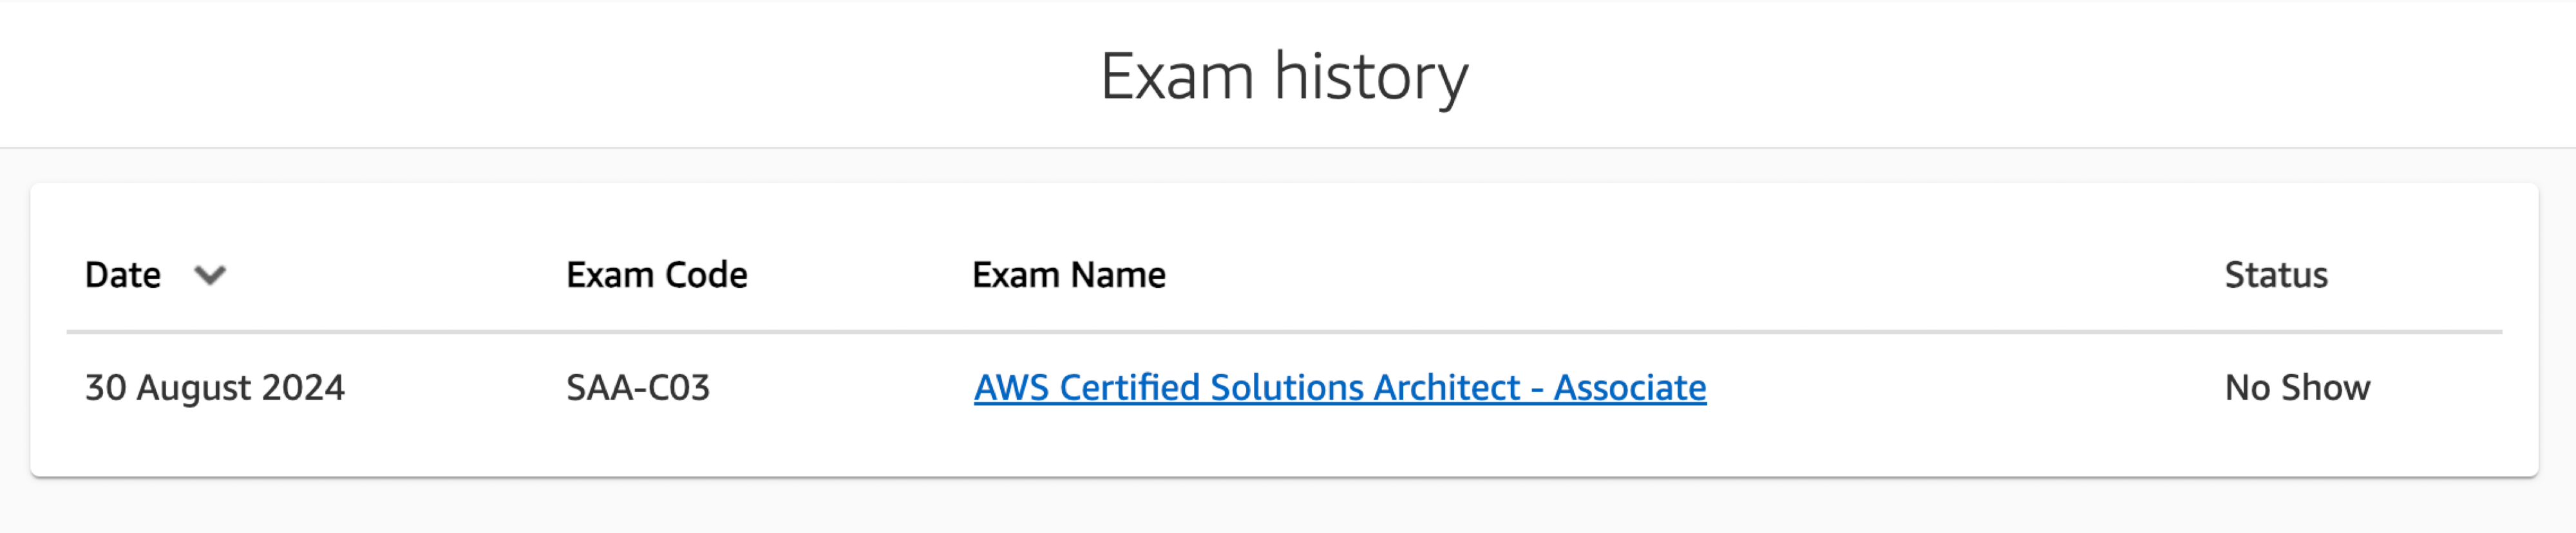 Exam history
Date Exam Code Exam Name Status
30 August 2024 SAA-C03 AWS Certified Solutions Architect - Associate No Show